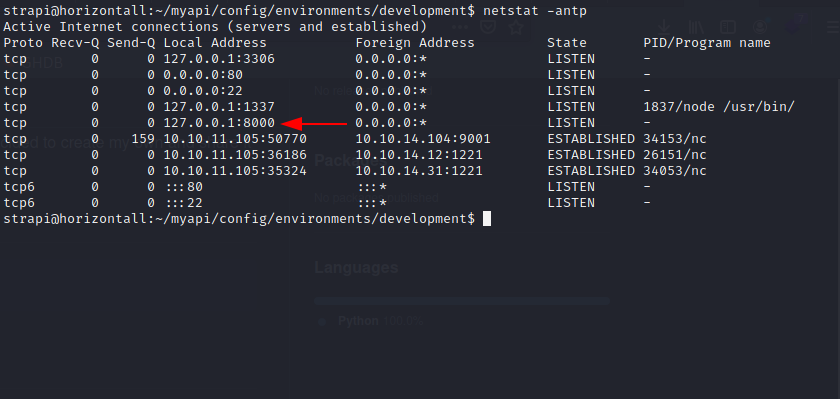 strapi@horizontall:~/myapi/config/environments/development$ netstat -antp
Active Internet connections (servers and established)
Proto Recv-Q Send-Q Local Address           Foreign Address         State       PID/Program name
tcp        0      0 127.0.0.1:3306          0.0.0.0:*               LISTEN      -
tcp        0      0 0.0.0.0:80              0.0.0.0:*               LISTEN      -
tcp        0      0 0.0.0.0:22              0.0.0.0:*               LISTEN      -
tcp        0      0 127.0.0.1:1337          0.0.0.0:*               LISTEN      1837/node /usr/bin/
tcp        0      0 127.0.0.1:8000          0.0.0.0:*               LISTEN      -
tcp        0    159 10.10.11.105:50770      10.10.14.104:9001       ESTABLISHED 34153/nc
tcp        0      0 10.10.11.105:36186      10.10.14.12:1221        ESTABLISHED 26151/nc
tcp        0      0 10.10.11.105:35324      10.10.14.31:1221        ESTABLISHED 34053/nc
tcp6       0      0 :::80                   :::*                    LISTEN      -
tcp6       0      0 :::22                   :::*                    LISTEN      -
strapi@horizontall:~/myapi/config/environments/development$
Languages
Python 100.0%